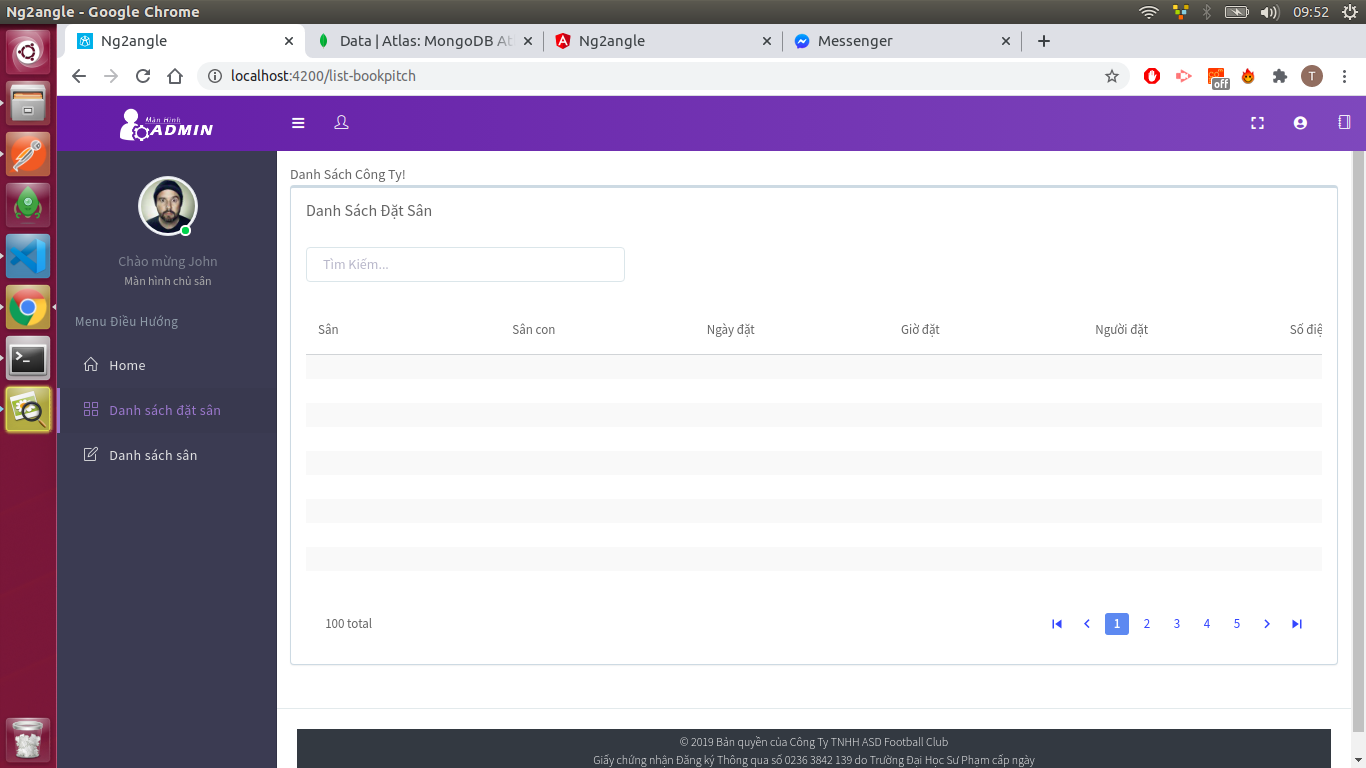 Ng2angle - Google Chrome
09:52
Ng2angle
Data | Atlas: MongoDB Atl
Ng2angle
Messenger
localhost:4200/list-bookpitch
off
T
Màn Hình
ADMIN
Chào mừng John
Màn hình chủ sân
Menu Điều Hướng
Home
Danh sách đặt sân
Danh sách sân
Danh Sách Công Ty!
Danh Sách Đặt Sân
Tìm Kiếm...
Sân Sân con Ngày đặt Giờ đặt Người đặt Số điệ
100 total
1 2 3 4 5
© 2019 Bản quyền của Công Ty TNHH ASD Football Club
Giấy chứng nhận Đăng ký Thông qua số 0236 3842 139 do Trường Đại Học Sư Phạm cấp ngày